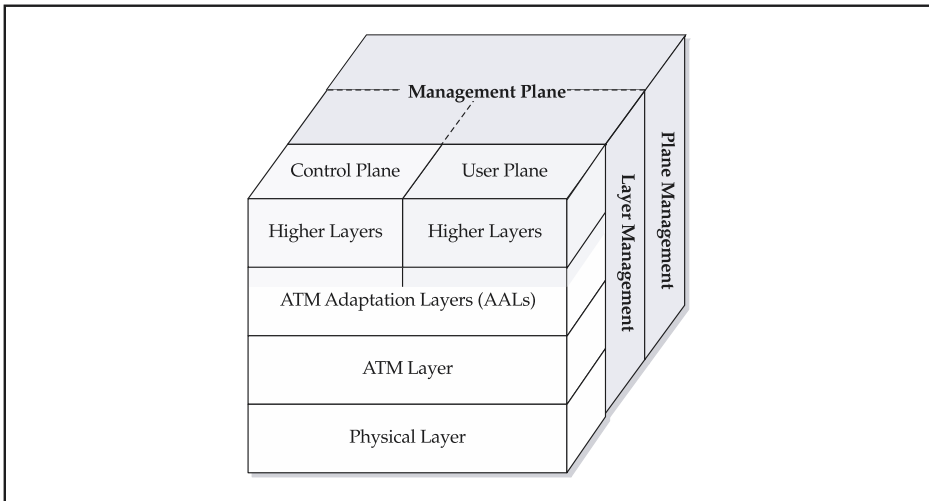 Management Plane
Control Plane
User Plane
Higher Layers
Higher Layers
ATM Adaptation Layers (AALs)
ATM Layer
Physical Layer
Layer Management
Plane Management